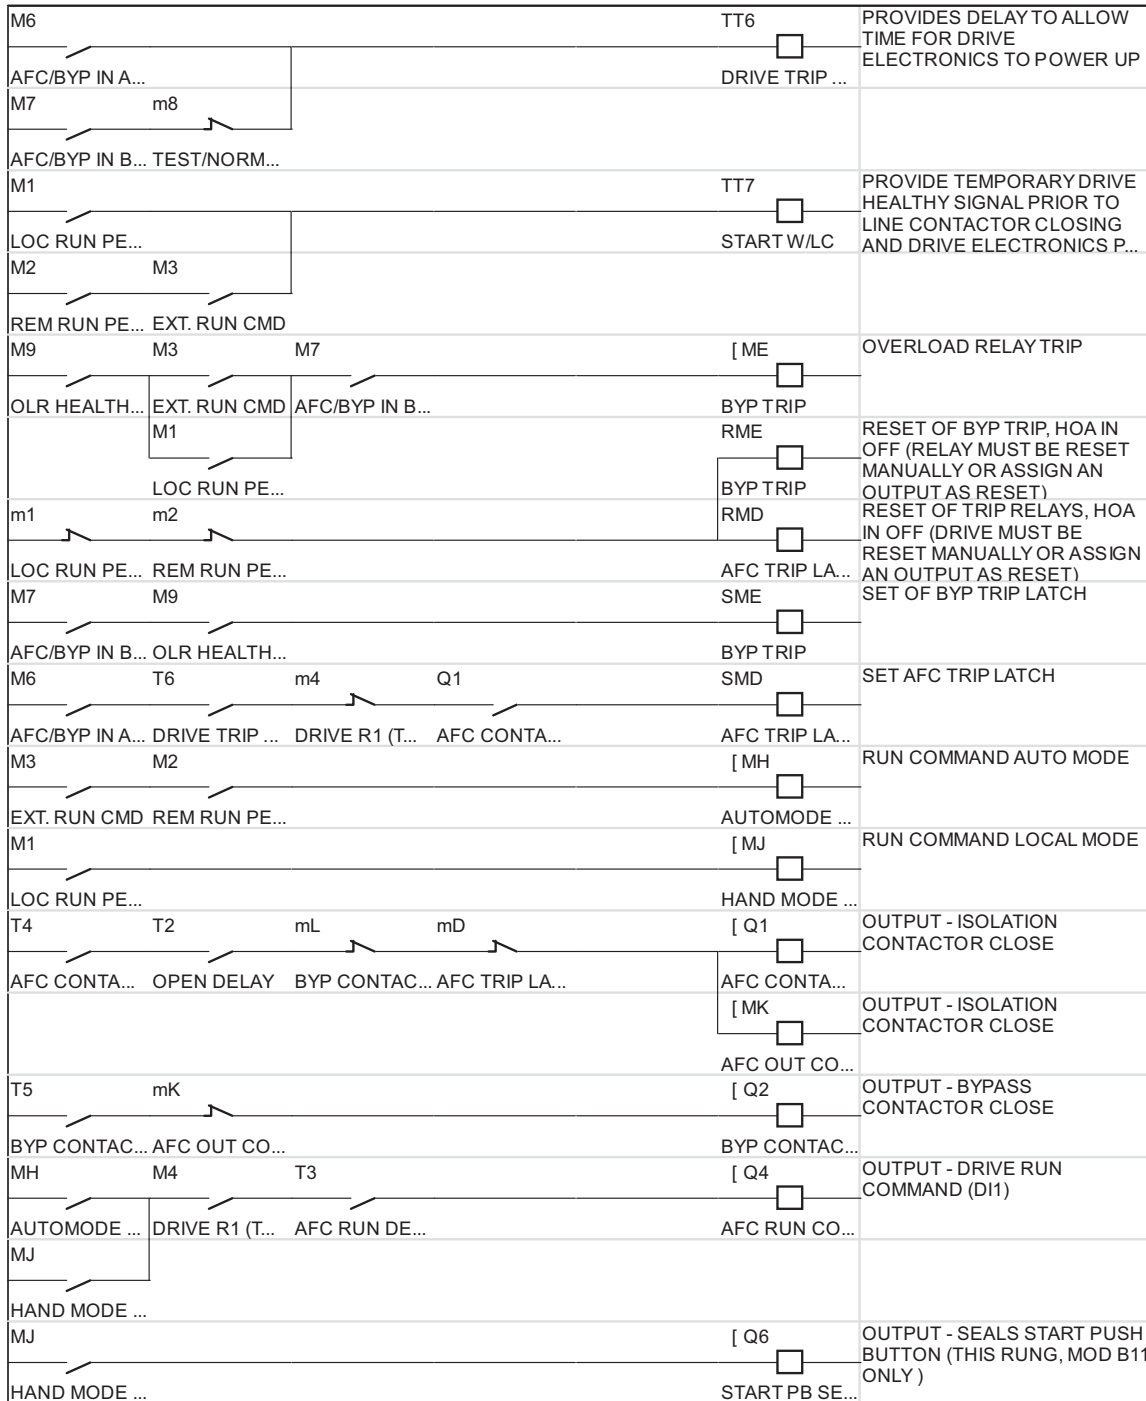 M6 TT6 PROVIDES DELAY TO ALLOW
TIME FOR DRIVE
ELECTRONICS TO POWER UP
AFC/BYP IN A... DRIVE TRIP ...
M7 m8
AFC/BYP IN B... TEST/NORM...
M1 TT7 PROVIDE TEMPORARY DRIVE
HEALTHY SIGNAL PRIOR TO
LINE CONTACTOR CLOSING
LOC RUN PE... START W/LC AND DRIVE ELECTRONICS P...
M2 M3
REM RUN PE... EXT. RUN CMD
M9 M3 M7 [ ME OVERLOAD RELAY TRIP
OLR HEALTH... EXT. RUN CMD AFC/BYP IN B... BYP TRIP
M1 RME RESET OF BYP TRIP, HOA IN
OFF (RELAY MUST BE RESET
MANUALLY OR ASSIGN AN
LOC RUN PE... BYP TRIP OUTPUT AS RESET)
m1 m2 RMD RESET OF TRIP RELAYS, HOA
IN OFF (DRIVE MUST BE
RESET MANUALLY OR ASSIGN
LOC RUN PE... REM RUN PE... AFC TRIP LA... AN OUTPUT AS RESET)
M7 M9 SME SET OF BYP TRIP LATCH
AFC/BYP IN B... OLR HEALTH... BYP TRIP
M6 T6 m4 Q1 SMD SET AFC TRIP LATCH
AFC/BYP IN A... DRIVE TRIP ... DRIVE R1 (T... AFC CONTA... AFC TRIP LA...
M3 M2 [ MH RUN COMMAND AUTO MODE
EXT. RUN CMD REM RUN PE... AUTOMODE ...
M1 [ MJ RUN COMMAND LOCAL MODE
LOC RUN PE... HAND MODE ...
T4 T2 mL mD [ Q1 OUTPUT - ISOLATION
CONTACTOR CLOSE
AFC CONTA... OPEN DELAY BYP CONTAC... AFC TRIP LA... AFC CONTA...
[ MK OUTPUT - ISOLATION
CONTACTOR CLOSE
AFC OUT CO...
T5 mK [ Q2 OUTPUT - BYPASS
CONTACTOR CLOSE
BYP CONTAC... AFC OUT CO... BYP CONTAC...
MH M4 T3 [ Q4 OUTPUT - DRIVE RUN
COMMAND (DI1)
AUTOMODE ... DRIVE R1 (T... AFC RUN DE... AFC RUN CO...
MJ
HAND MODE ...
MJ [ Q6 OUTPUT - SEALS START PUSH
BUTTON (THIS RUNG, MOD B11
ONLY )
HAND MODE ... START PB SE...